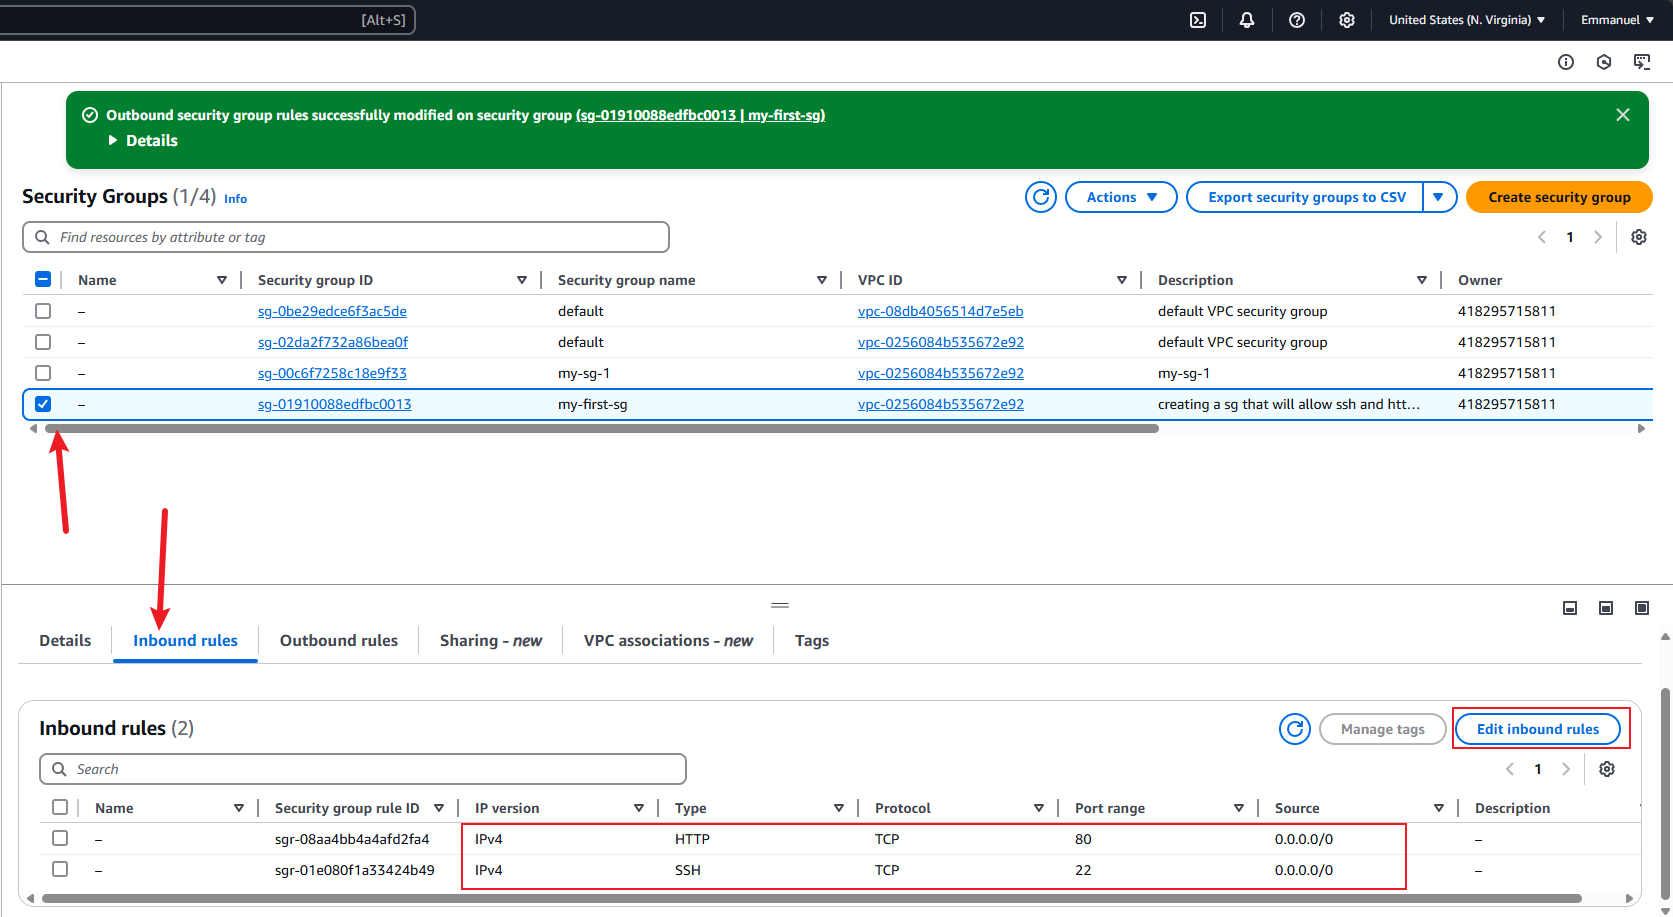 [Alt+S] United States (N. Virginia) Emmanuel
Outbound security group rules successfully modified on security group (sg-01910088edfbc0013 | my-first-sg)
Details
Security Groups (1/4) Info Actions Export security groups to CSV Create security group
Find resources by attribute or tag 1
Name Security group ID Security group name VPC ID Description Owner
– sg-0be29edce6f3ac5de default vpc-08db4056514d7e5eb default VPC security group 418295715811
– sg-02da2f732a86bea0f default vpc-0256084b535672e92 default VPC security group 418295715811
– sg-00c6f7258c18e9f33 my-sg-1 vpc-0256084b535672e92 my-sg-1 418295715811
– sg-01910088edfbc0013 my-first-sg vpc-0256084b535672e92 creating a sg that will allow ssh and htt... 418295715811
Details Inbound rules Outbound rules Sharing - new VPC associations - new Tags
Inbound rules (2) Manage tags Edit inbound rules
Search 1
Name Security group rule ID IP version Type Protocol Port range Source Description
– sgr-08aa4bb4a4afd2fa4 IPv4 HTTP TCP 80 0.0.0.0/0 –
– sgr-01e080f1a33424b49 IPv4 SSH TCP 22 0.0.0.0/0 –